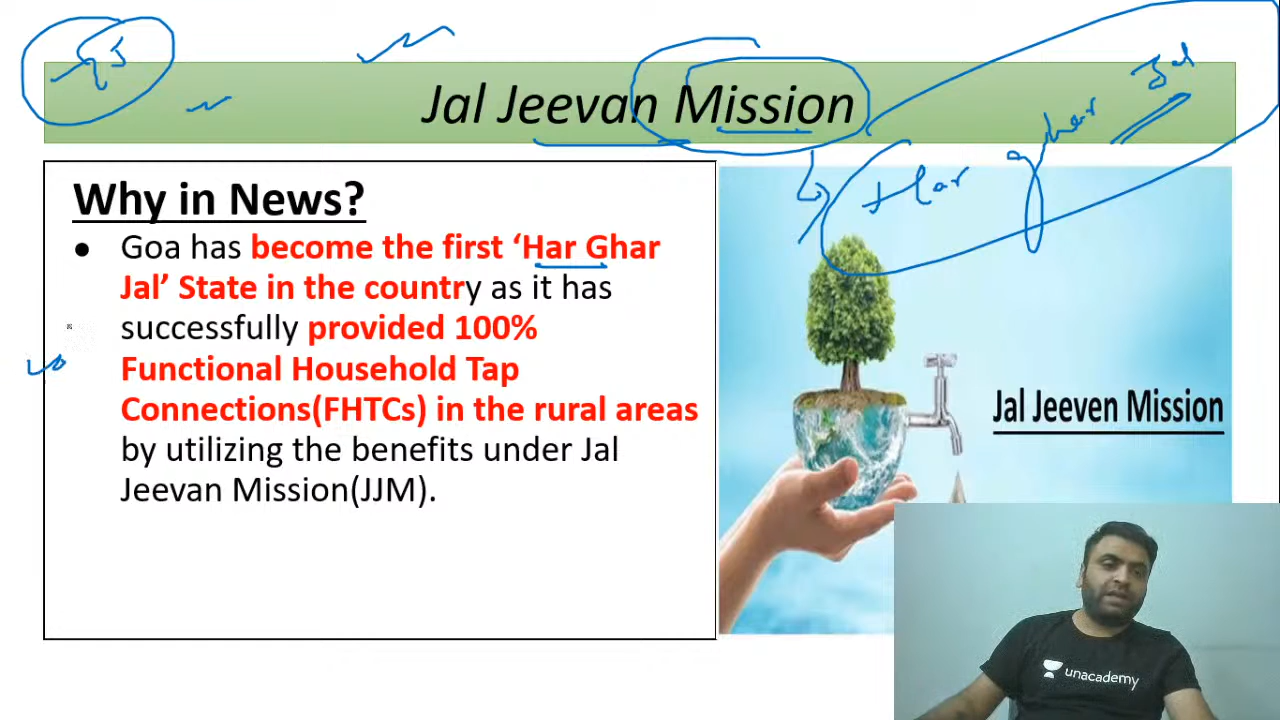 Jal Jeevan Mission
Har ghar Jal
Why in News?
● Goa has become the first ‘Har Ghar
Jal’ State in the country as it has
successfully provided 100%
Functional Household Tap
Connections(FHTCs) in the rural areas
by utilizing the benefits under Jal
Jeevan Mission(JJM).
Jal Jeeven Mission
unacademy